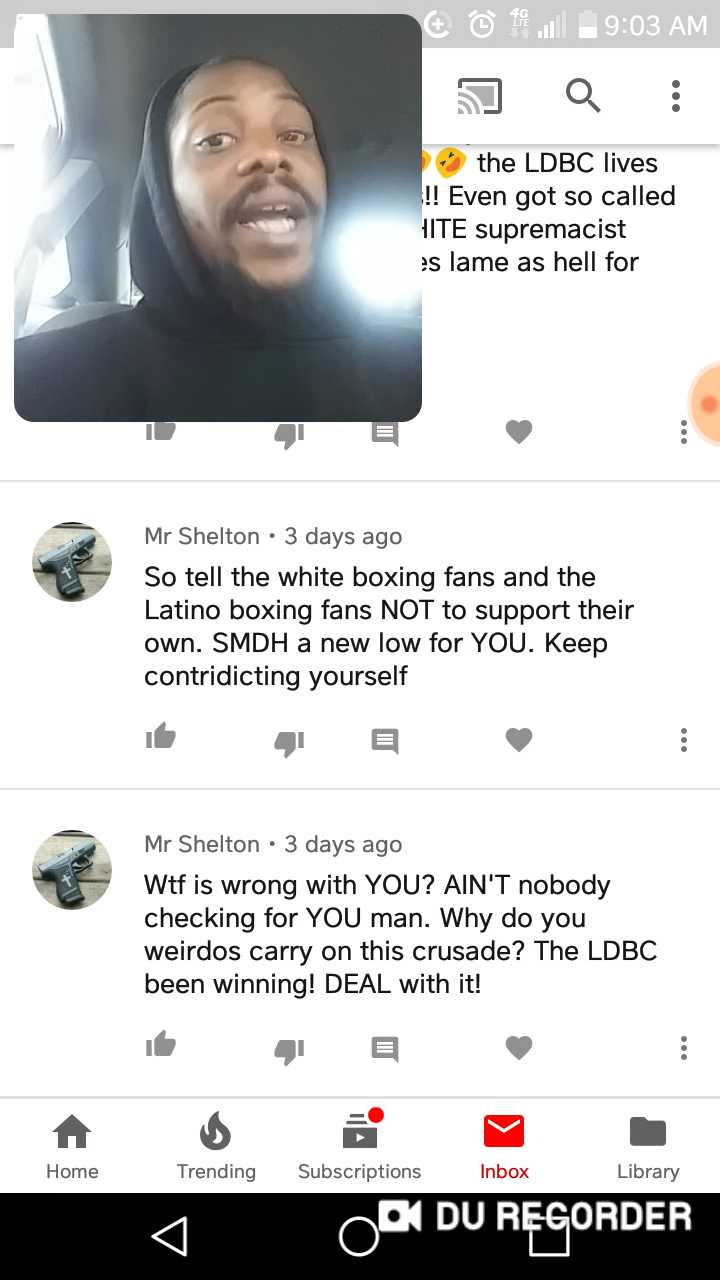 4G
LTE
9:03 AM
the LDBC lives
!! Even got so called
supremacist
lame as hell for
Mr Shelton • 3 days ago
So tell the white boxing fans and the
Latino boxing fans NOT to support their
own. SMDH a new low for YOU. Keep
contridicting yourself
Mr Shelton • 3 days ago
Wtf is wrong with YOU? AIN'T nobody
checking for YOU man. Why do you
weirdos carry on this crusade? The LDBC
been winning! DEAL with it!
Home Trending Subscriptions Inbox Library
DU RECORDER